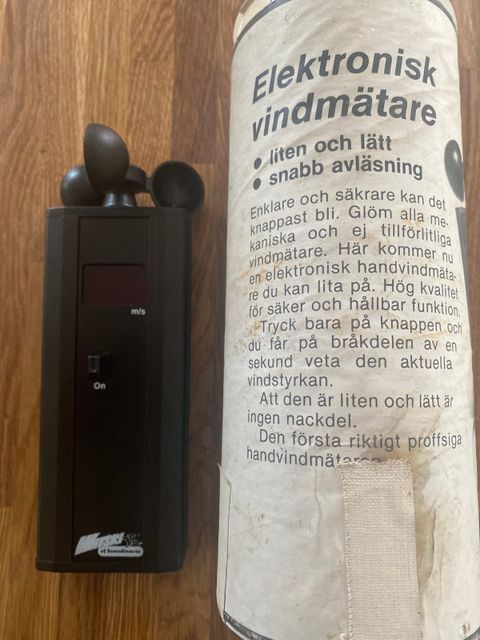 Elektronisk
vindmätare
• liten och lätt
• snabb avläsning
Enklare och säkrare kan det
knappast bli. Glöm alla me-
kaniska och ej tillförlitliga
vindmätare. Här kommer nu
en elektronisk handvindmäta-
re du kan lita på. Hög kvalitet
för säker och hållbar funktion.
Tryck bara på knappen och
du får på bråkdelen av en
sekund veta den aktuella
vindstyrkan.
Att den är liten och lätt är
ingen nackdel.
Den första riktigt proffsiga
handvindmätaren
m/s
On
of Scandinavia